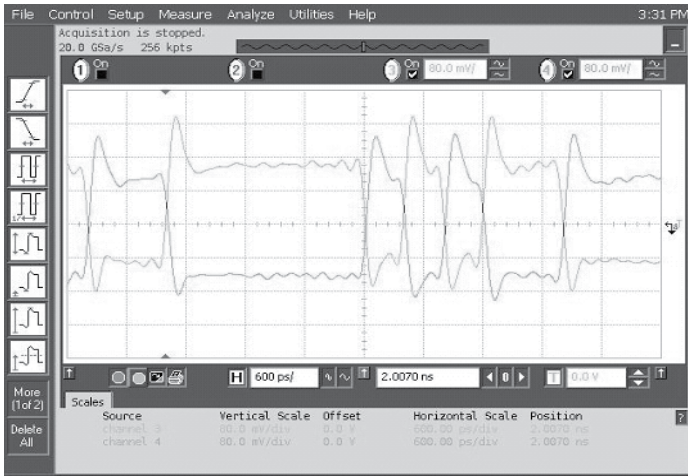 File Control Setup Measure Analyze Utilities Help 3:31 PM
Acquisition is stopped.
20.0 GSa/s 256 kpts
1 On 2 On 3 On 80.0 mV/ 4 On 80.0 mV/
More
(1 of 2)
Delete
All
H 600 ps/ 2.0070 ns 0 T 0.0 V
Scales
Source Vertical Scale Offset Horizontal Scale Position
channel 3 80.0 mV/div 0.0 V 600.00 ps/div 2.0070 ns
channel 4 80.0 mV/div 0.0 V 600.00 ps/div 2.0070 ns
?